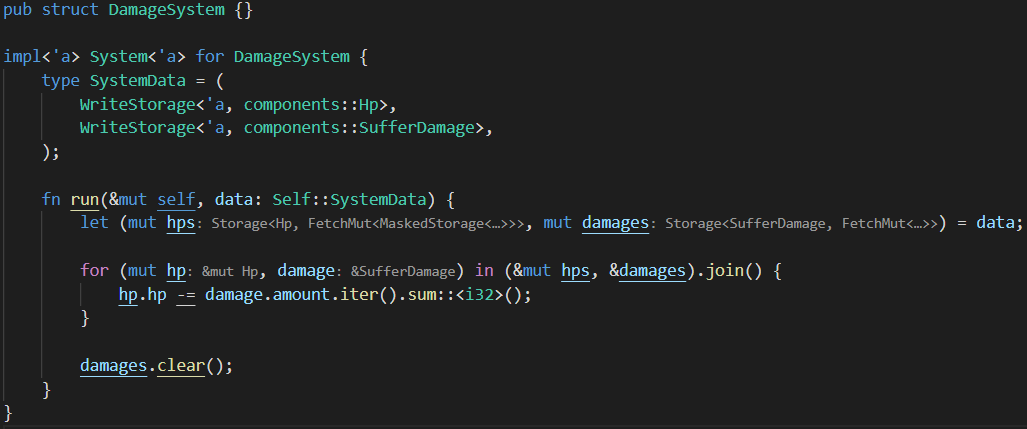 pub struct DamageSystem {}
impl<'a> System<'a> for DamageSystem {
type SystemData = (
WriteStorage<'a, components::Hp>,
WriteStorage<'a, components::SufferDamage>,
);
fn run(&mut self, data: Self::SystemData) {
let (mut hps: Storage<Hp, FetchMut<MaskedStorage<…>>>, mut damages: Storage<SufferDamage, FetchMut<…>>) = data;
for (mut hp: &mut Hp, damage: &SufferDamage) in (&mut hps, &damages).join() {
hp.hp -= damage.amount.iter().sum::<i32>();
}
damages.clear();
}
}